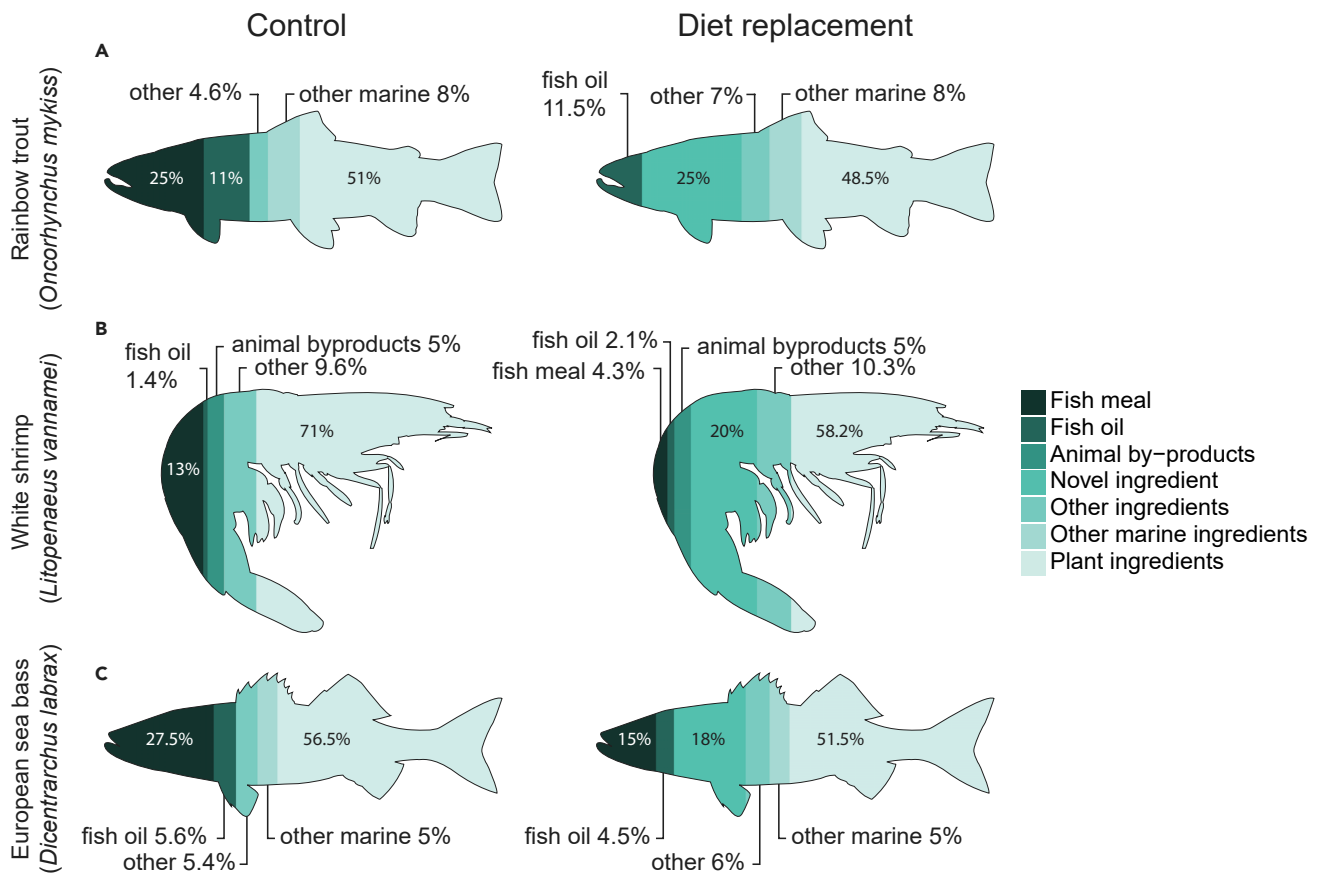 Control
Diet replacement
A
Rainbow trout
(Oncorhynchus mykiss)
other 4.6%
other marine 8%
25%
11%
51%
fish oil
11.5%
other 7%
other marine 8%
25%
48.5%
B
White shrimp
(Litopenaeus vannamei)
fish oil
1.4%
animal byproducts 5%
other 9.6%
13%
71%
fish oil 2.1%
fish meal 4.3%
animal byproducts 5%
other 10.3%
20%
58.2%
Fish meal
Fish oil
Animal by−products
Novel ingredient
Other ingredients
Other marine ingredients
Plant ingredients
C
European sea bass
(Dicentrarchus labrax)
27.5%
56.5%
fish oil 5.6%
other 5.4%
other marine 5%
15%
18%
51.5%
fish oil 4.5%
other 6%
other marine 5%